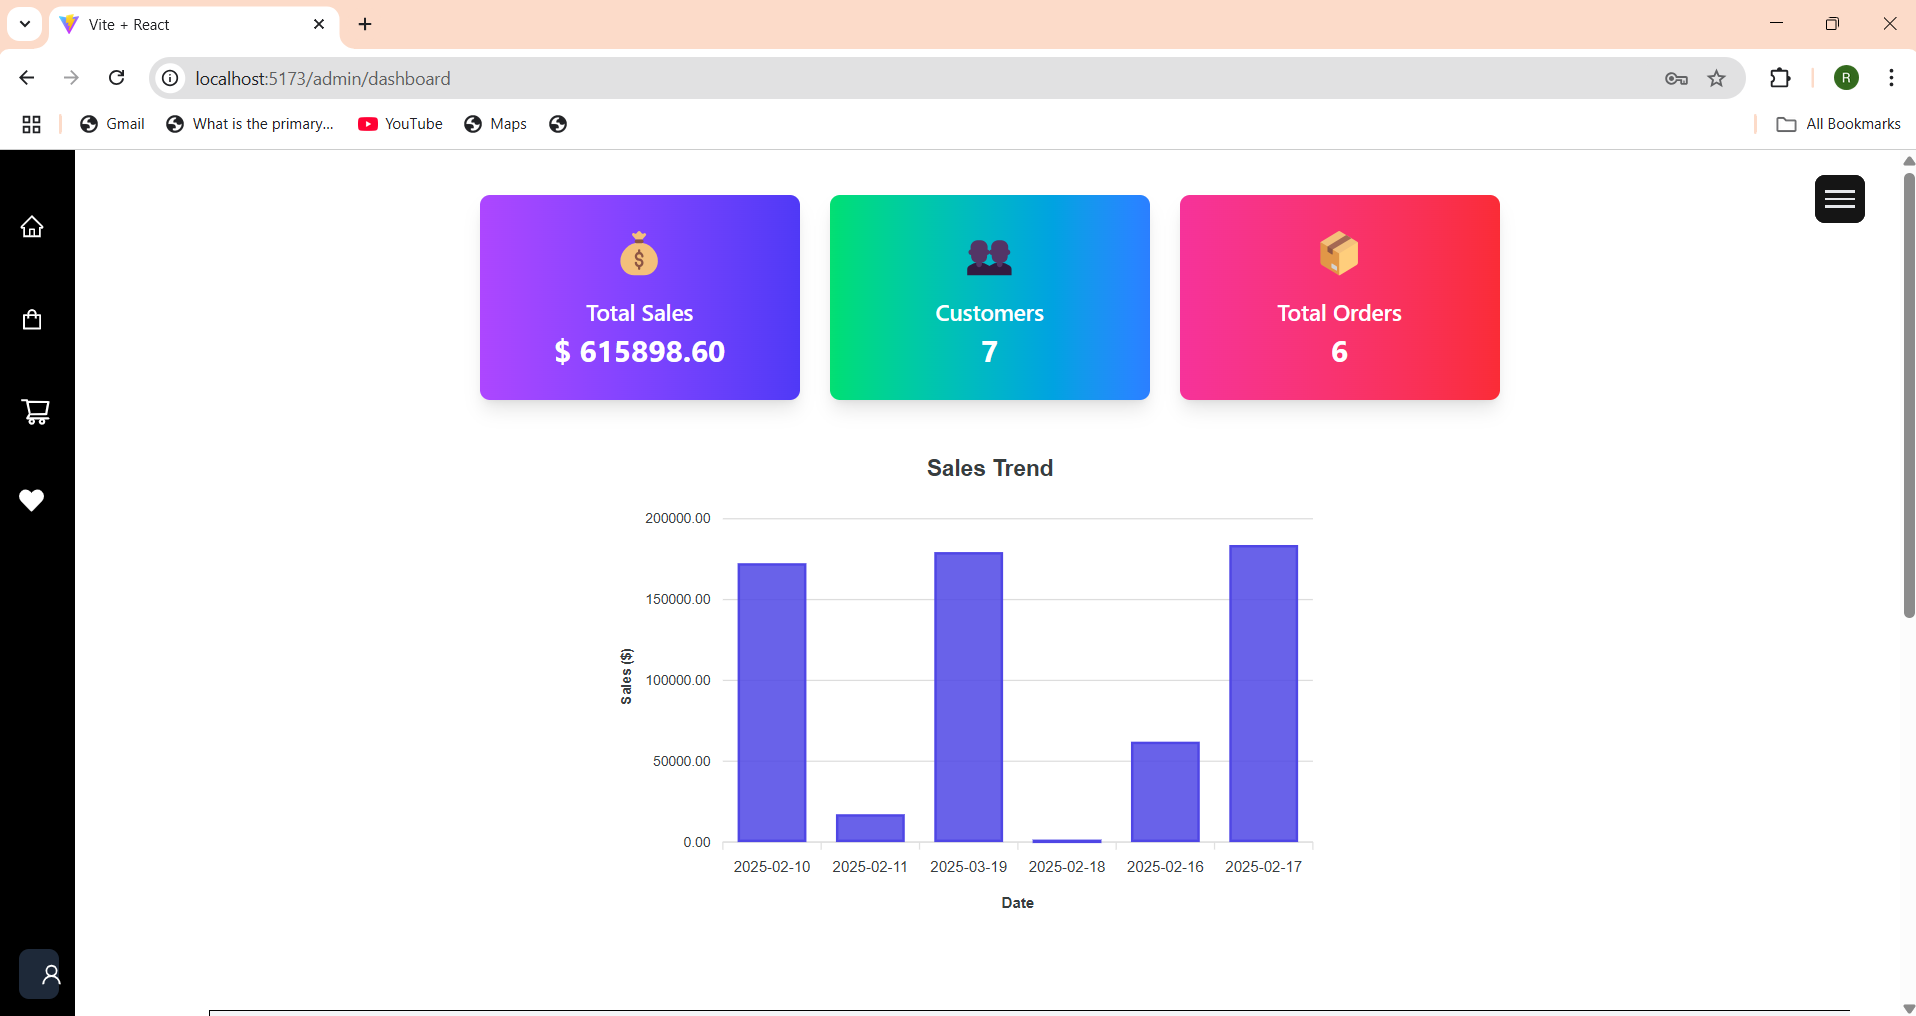 Vite + React
localhost:5173/admin/dashboard
R
Gmail
What is the primary...
YouTube
Maps
All Bookmarks
Total Sales
$ 615898.60
Customers
7
Total Orders
6
Sales Trend
200000.00
150000.00
100000.00
50000.00
0.00
Sales ($)
2025-02-10 2025-02-11 2025-03-19 2025-02-18 2025-02-16 2025-02-17
Date